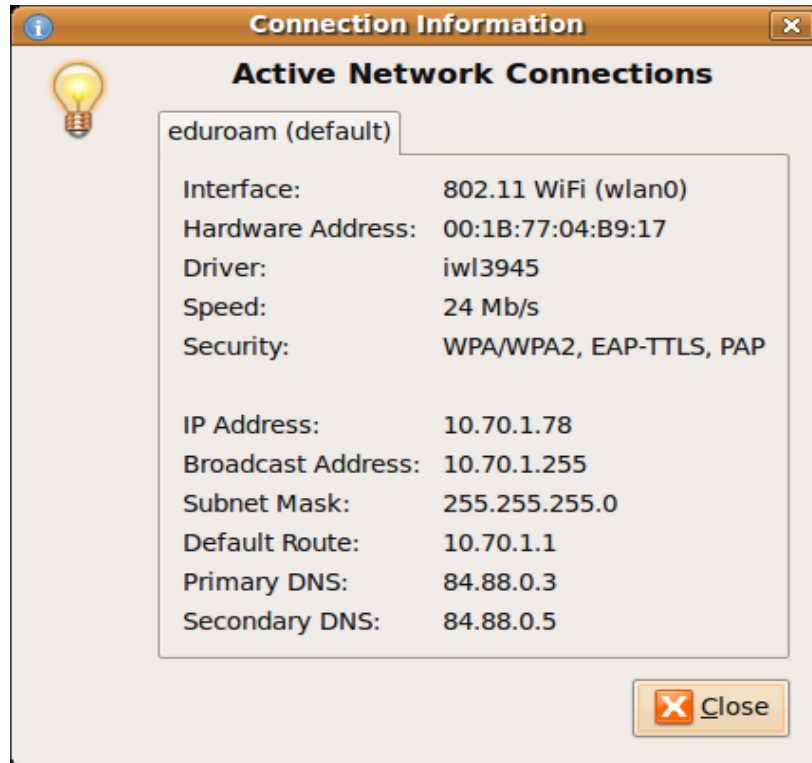 Connection Information
Active Network Connections
eduroam (default)
Interface: 802.11 WiFi (wlan0)
Hardware Address: 00:1B:77:04:B9:17
Driver: iwl3945
Speed: 24 Mb/s
Security: WPA/WPA2, EAP-TTLS, PAP
IP Address: 10.70.1.78
Broadcast Address: 10.70.1.255
Subnet Mask: 255.255.255.0
Default Route: 10.70.1.1
Primary DNS: 84.88.0.3
Secondary DNS: 84.88.0.5
Close